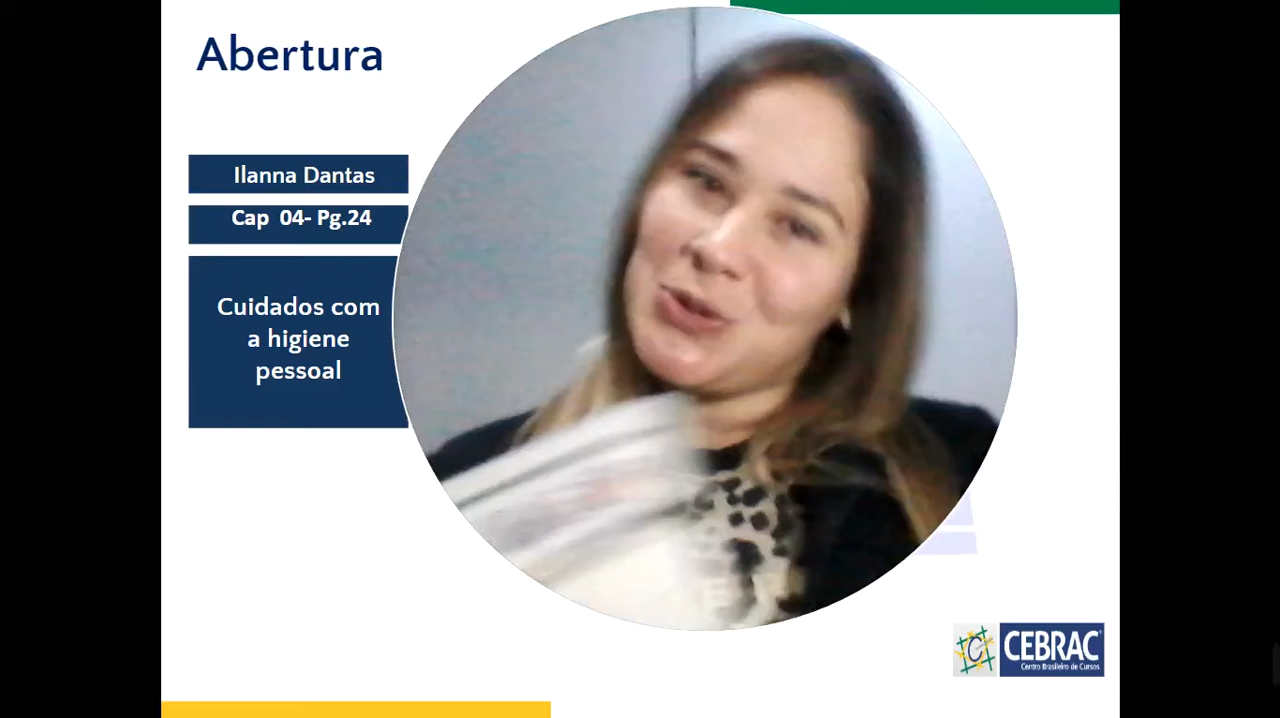 Abertura
Ilanna Dantas
Cap 04- Pg.24
Cuidados com
a higiene
pessoal
CEBRAC
Centro Brasileiro de Cursos